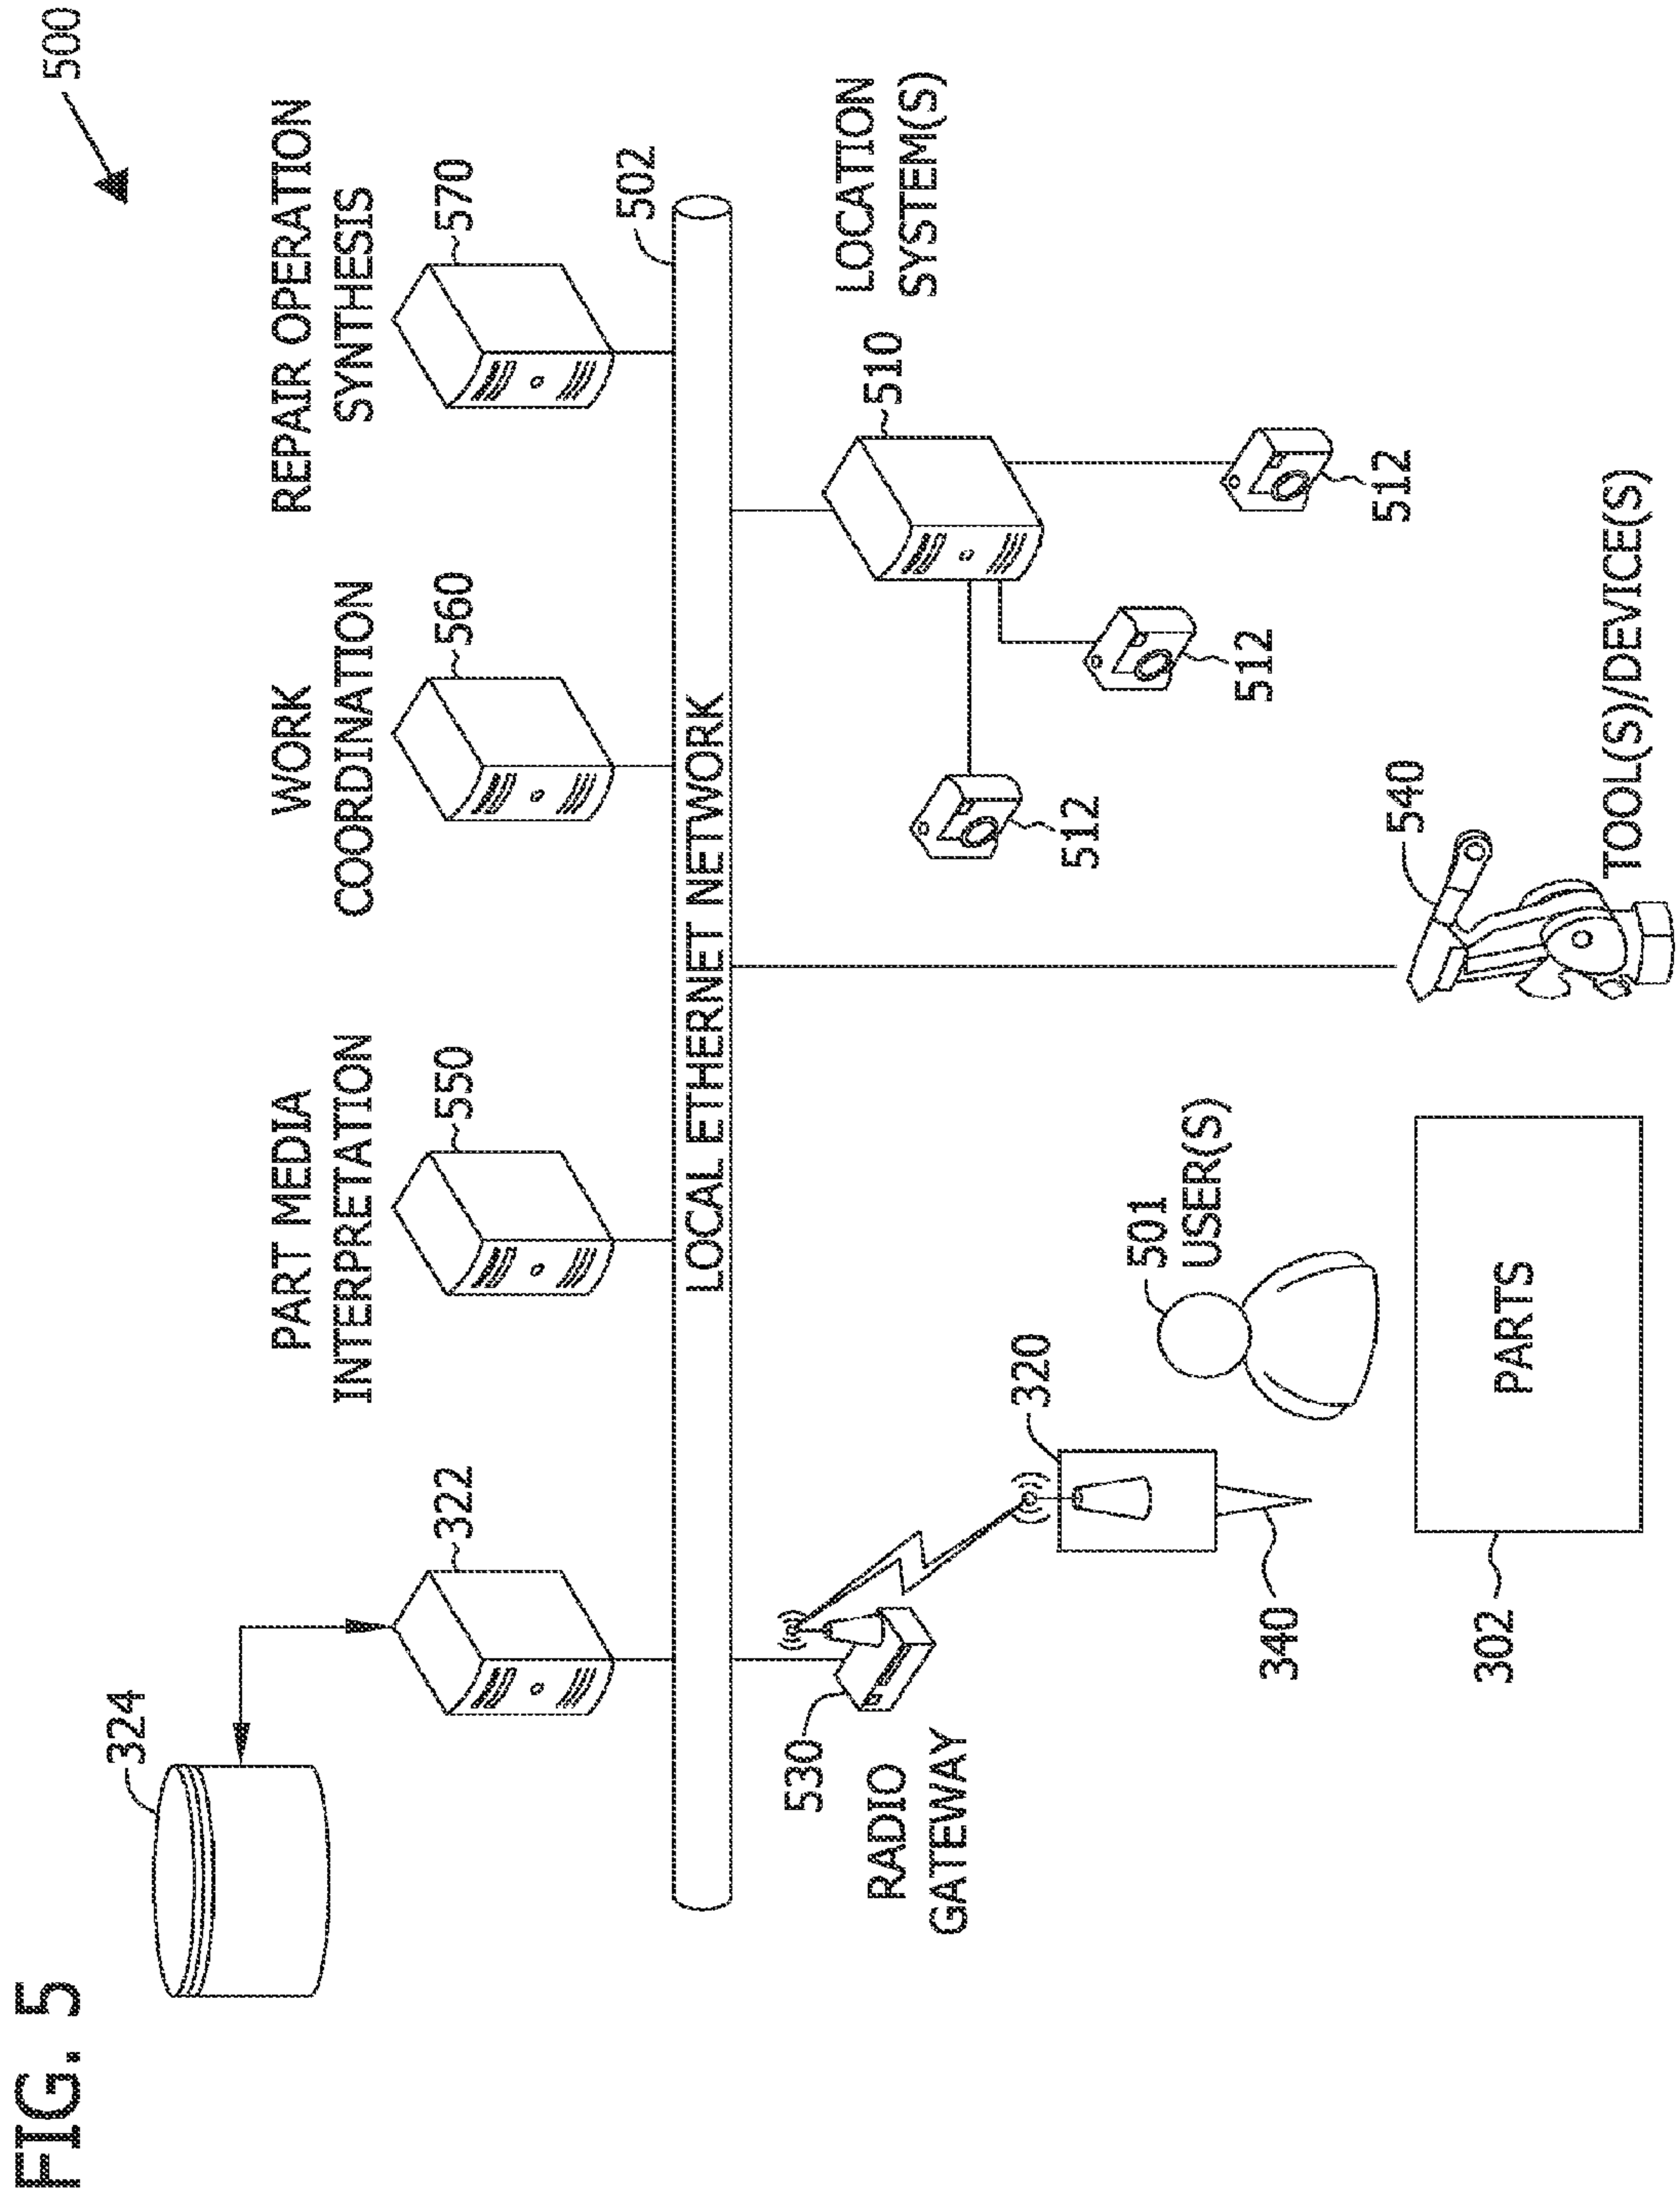 FIG. 5
500
324
322
PART MEDIA
INTERPRETATION
550
WORK
COORDINATION
560
REPAIR OPERATION
SYNTHESIS
570
502
LOCAL ETHERNET NETWORK
530
RADIO
GATEWAY
320
340
501
USER(S)
302
PARTS
540
TOOL(S)/DEVICE(S)
510
LOCATION
SYSTEM(S)
512
512
512